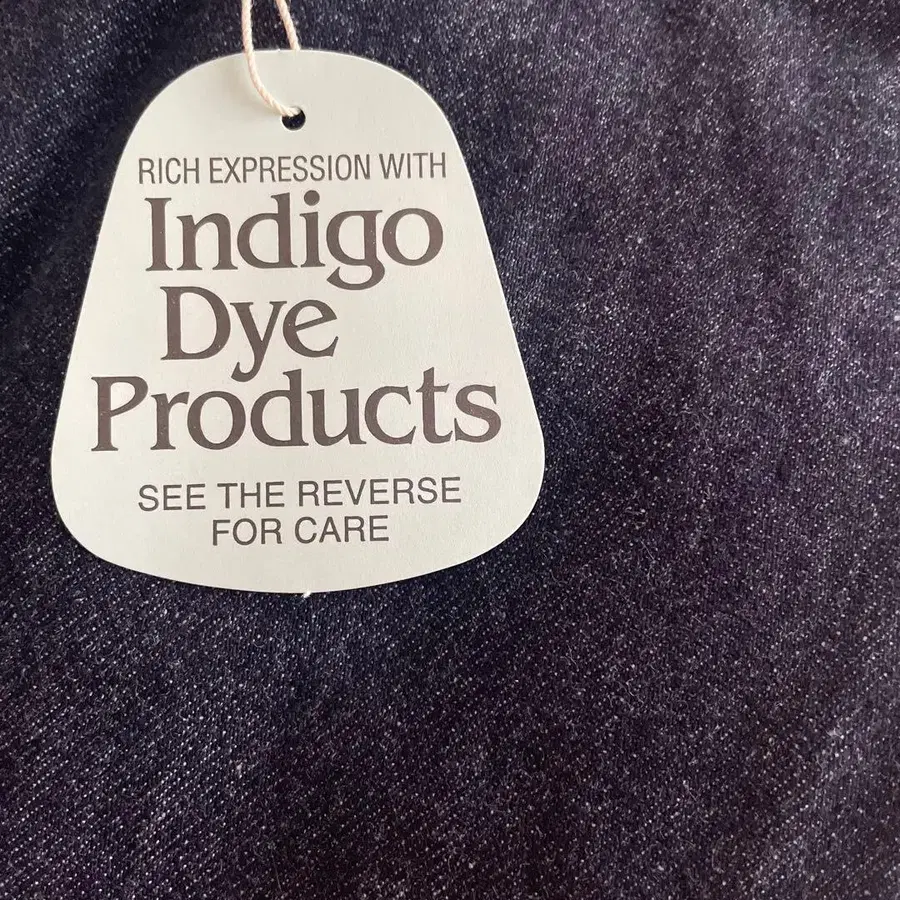 RICH EXPRESSION WITH
Indigo
Dye
Products
SEE THE REVERSE
FOR CARE